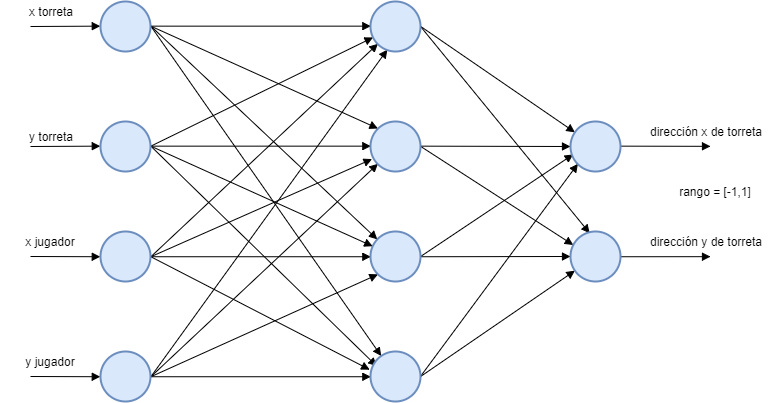 x torreta
y torreta
dirección x de torreta
rango = [-1,1]
x jugador
dirección y de torreta
y jugador